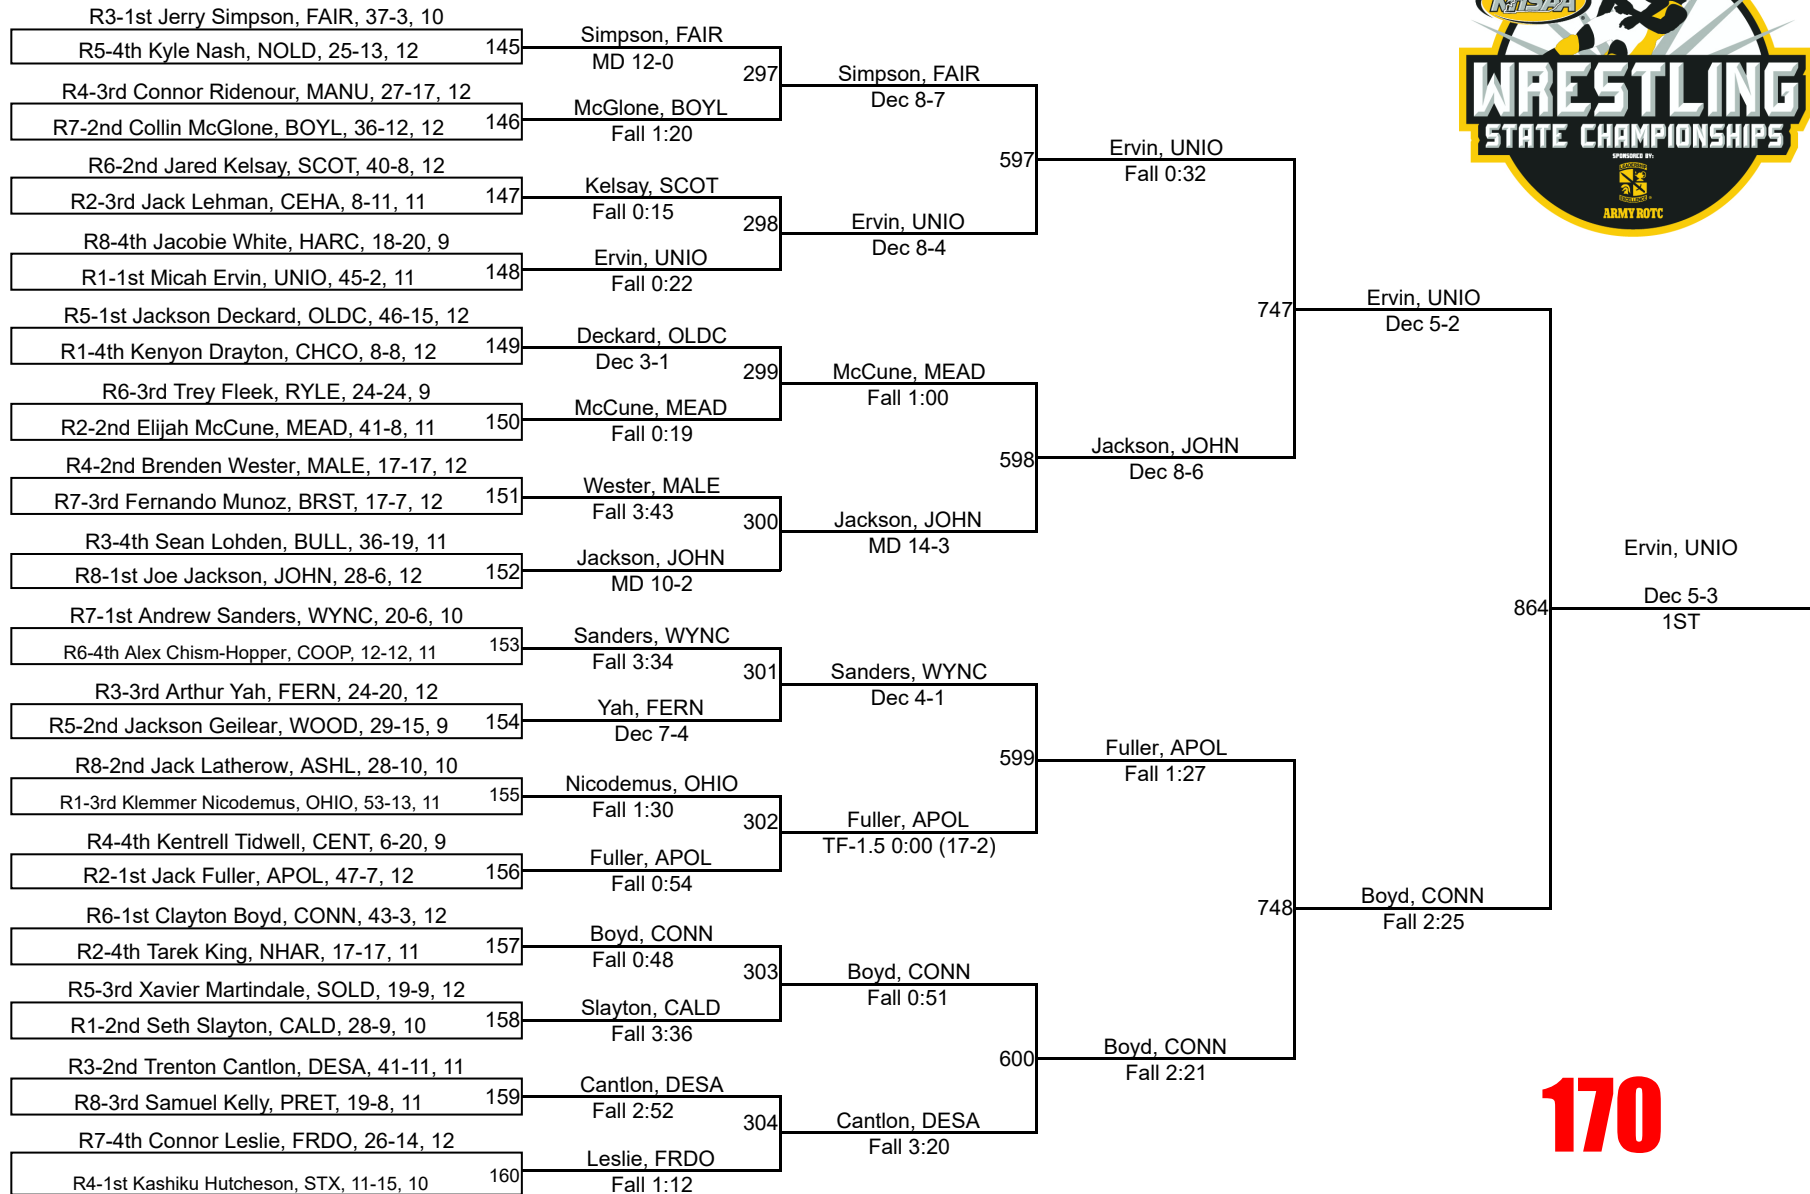 R3-1st Jerry Simpson, FAIR, 37-3, 10
R5-4th Kyle Nash, NOLD, 25-13, 12
145
R4-3rd Connor Ridenour, MANU, 27-17, 12
R7-2nd Collin McGlone, BOYL, 36-12, 12
146
R6-2nd Jared Kelsay, SCOT, 40-8, 12
R2-3rd Jack Lehman, CEHA, 8-11, 11
147
R8-4th Jacobie White, HARC, 18-20, 9
R1-1st Micah Ervin, UNIO, 45-2, 11
148
R5-1st Jackson Deckard, OLDC, 46-15, 12
R1-4th Kenyon Drayton, CHCO, 8-8, 12
149
R6-3rd Trey Fleek, RYLE, 24-24, 9
R2-2nd Elijah McCune, MEAD, 41-8, 11
150
R4-2nd Brenden Wester, MALE, 17-17, 12
R7-3rd Fernando Munoz, BRST, 17-7, 12
151
R3-4th Sean Lohden, BULL, 36-19, 11
R8-1st Joe Jackson, JOHN, 28-6, 12
152
R7-1st Andrew Sanders, WYNC, 20-6, 10
R6-4th Alex Chism-Hopper, COOP, 12-12, 11
153
R3-3rd Arthur Yah, FERN, 24-20, 12
R5-2nd Jackson Geilear, WOOD, 29-15, 9
154
R8-2nd Jack Latherow, ASHL, 28-10, 10
R1-3rd Klemmer Nicodemus, OHIO, 53-13, 11
155
R4-4th Kentrell Tidwell, CENT, 6-20, 9
R2-1st Jack Fuller, APOL, 47-7, 12
156
R6-1st Clayton Boyd, CONN, 43-3, 12
R2-4th Tarek King, NHAR, 17-17, 11
157
R5-3rd Xavier Martindale, SOLD, 19-9, 12
R1-2nd Seth Slayton, CALD, 28-9, 10
158
R3-2nd Trenton Cantlon, DESA, 41-11, 11
R8-3rd Samuel Kelly, PRET, 19-8, 11
159
R7-4th Connor Leslie, FRDO, 26-14, 12
R4-1st Kashiku Hutcheson, STX, 11-15, 10
160
Simpson, FAIR
MD 12-0
297
McGlone, BOYL
Fall 1:20
Kelsay, SCOT
Fall 0:15
298
Ervin, UNIO
Fall 0:22
Deckard, OLDC
Dec 3-1
299
McCune, MEAD
Fall 0:19
Wester, MALE
Fall 3:43
300
Jackson, JOHN
MD 10-2
Sanders, WYNC
Fall 3:34
301
Yah, FERN
Dec 7-4
Nicodemus, OHIO
Fall 1:30
302
Fuller, APOL
Fall 0:54
Boyd, CONN
Fall 0:48
303
Slayton, CALD
Fall 3:36
Cantlon, DESA
Fall 2:52
304
Leslie, FRDO
Fall 1:12
Simpson, FAIR
Dec 8-7
597
Ervin, UNIO
Dec 8-4
McCune, MEAD
Fall 1:00
598
Jackson, JOHN
MD 14-3
Sanders, WYNC
Dec 4-1
599
Fuller, APOL
TF-1.5 0:00 (17-2)
Boyd, CONN
Fall 0:51
600
Cantlon, DESA
Fall 3:20
Ervin, UNIO
Fall 0:32
747
Jackson, JOHN
Dec 8-6
Fuller, APOL
Fall 1:27
748
Boyd, CONN
Fall 2:21
Ervin, UNIO
Dec 5-2
864
Boyd, CONN
Fall 2:25
Ervin, UNIO
Dec 5-3
1ST
WRESTLING
STATE CHAMPIONSHIPS
SPONSORED BY:
ARMY ROTC
170